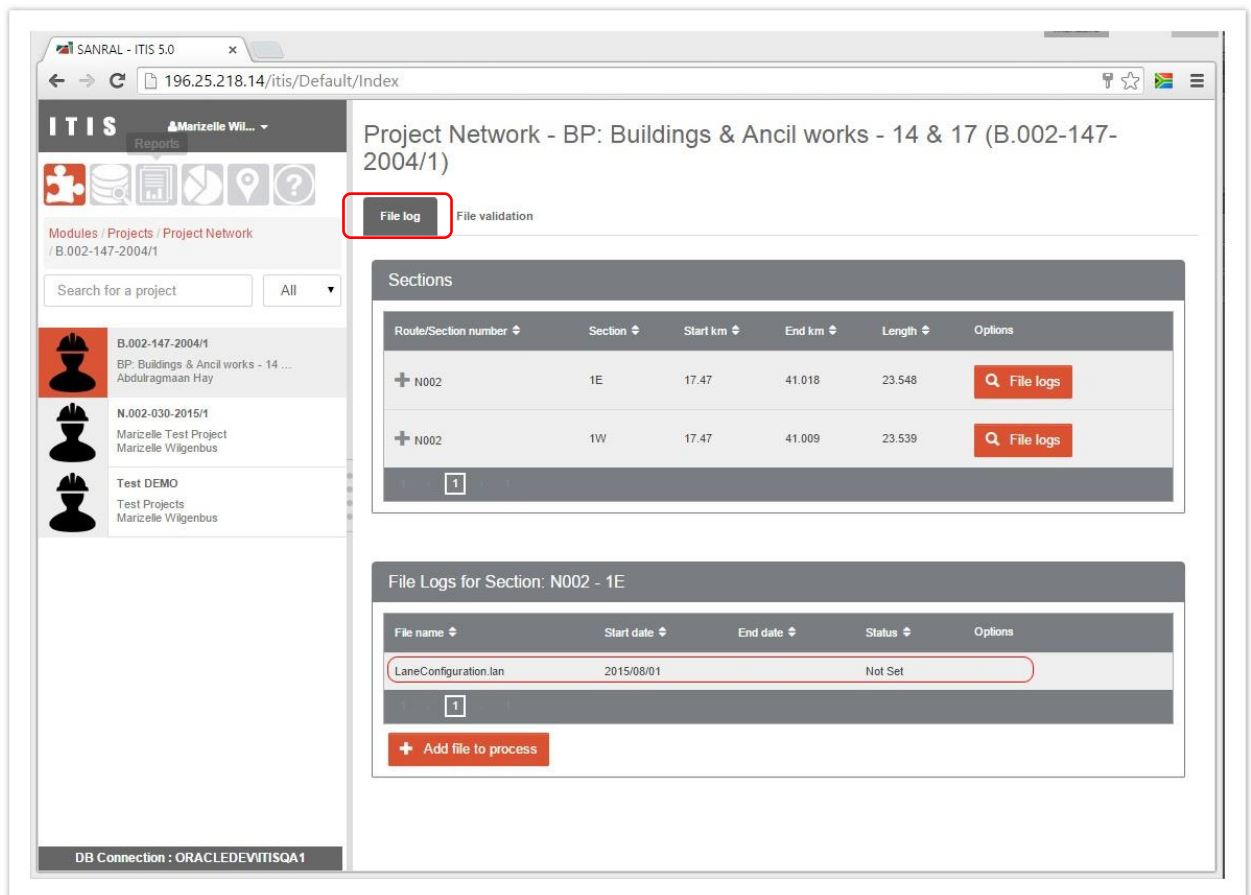 SANRAL - ITIS 5.0
196.25.218.14/itis/Default/Index
ITIS
Marizelle Wil...
Reports
Modules / Projects / Project Network
/ B.002-147-2004/1
Search for a project
All
B.002-147-2004/1
BP: Buildings & Ancil works - 14 ...
Abdulragmaan Hay
N.002-030-2015/1
Marizelle Test Project
Marizelle Wilgenbus
Test DEMO
Test Projects
Marizelle Wilgenbus
DB Connection : ORACLEDEV\ITISQA1
Project Network - BP: Buildings & Ancil works - 14 & 17 (B.002-147-
2004/1)
File log File validation
Sections
Route/Section number Section Start km End km Length Options
N002 1E 17.47 41.018 23.548 File logs
N002 1W 17.47 41.009 23.539 File logs
1
File Logs for Section: N002 - 1E
File name Start date End date Status Options
LaneConfiguration.lan 2015/08/01 Not Set
1
Add file to process